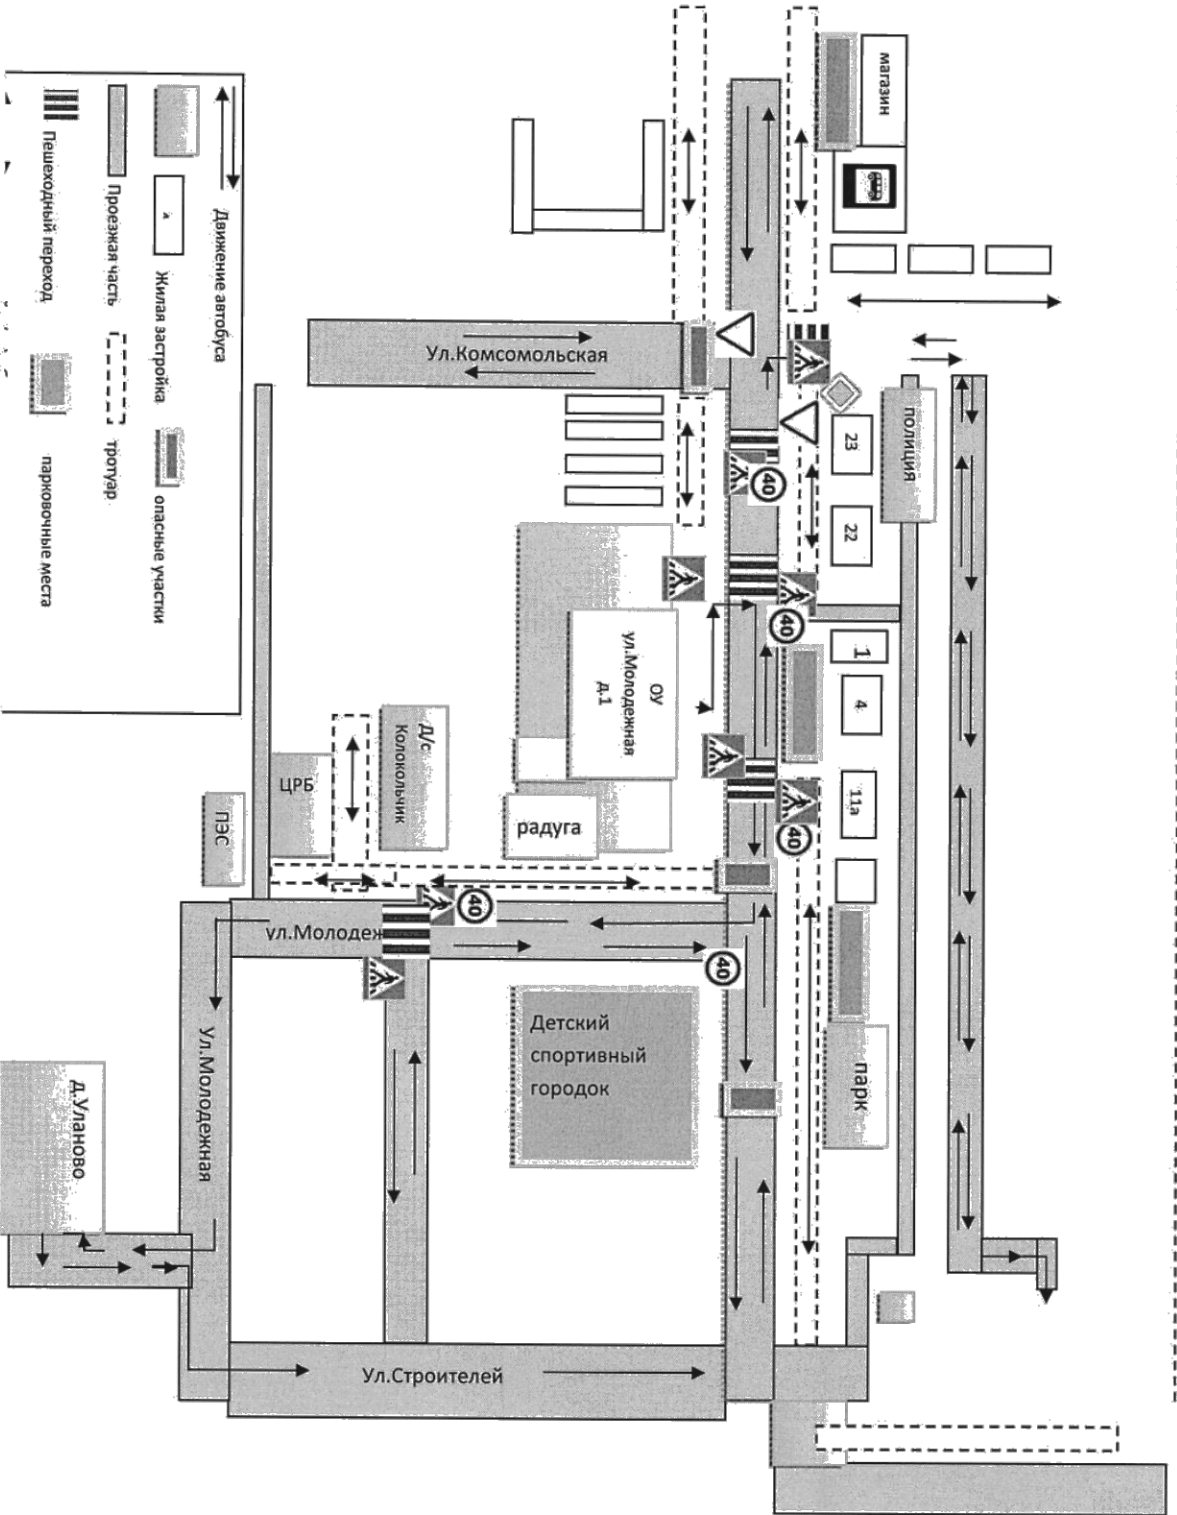 магазин
Ул.Комсомольская
полиция
23
40
22
40
1
ОУ
ул.Молодежная
д.1
4
Д/с
Колокольчик
ЦРБ
ПЭС
11а
радуга
40
40
ул.Молодеж
40
Детский
спортивный
городок
Ул.Молодежная
парк
д.Уланово
Ул.Строителей
Движение автобуса
Жилая застройка
опасные участки
Проезжая часть
тротуар
Пешеходный переход
парковочные места